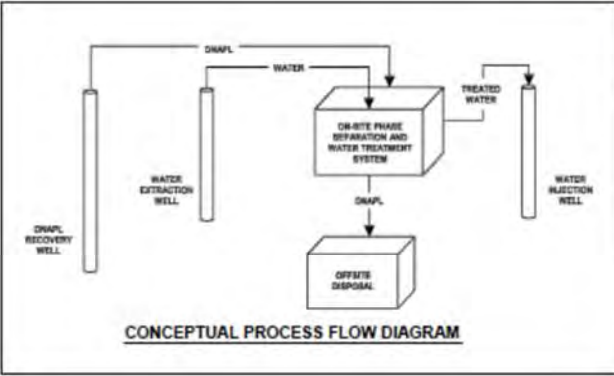 DNAPL
WATER
TREATED
WATER
ON-SITE PHASE
SEPARATION AND
WATER TREATMENT
SYSTEM
WATER
EXTRACTION
WELL
WATER
INJECTION
WELL
DNAPL
DNAPL
RECOVERY
WELL
OFFSITE
DISPOSAL
CONCEPTUAL PROCESS FLOW DIAGRAM